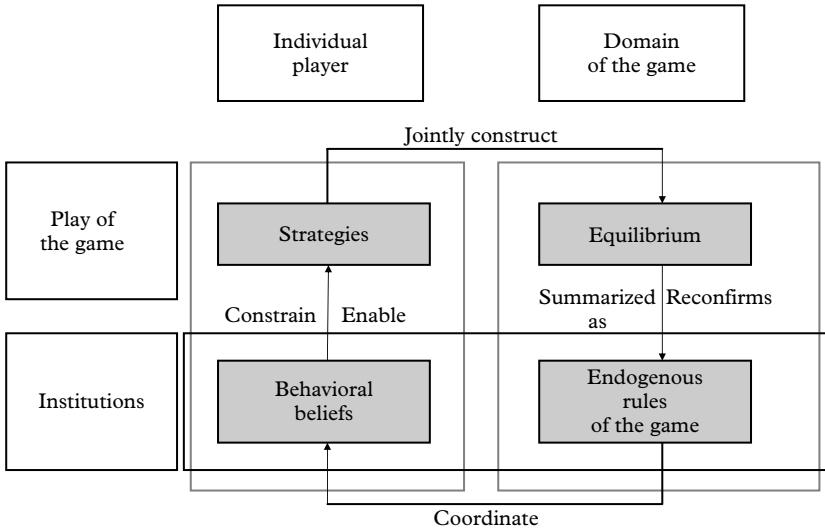 Individual
player
Domain
of the game
Jointly construct
Play of
the game
Strategies
Equilibrium
Constrain
Enable
Summarized
as
Reconfirms
Institutions
Behavioral
beliefs
Endogenous
rules
of the game
Coordinate